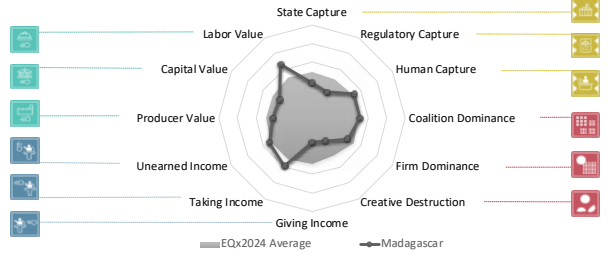 State Capture
Labor Value
Regulatory Capture
Capital Value
Human Capture
Producer Value
Coalition Dominance
Unearned Income
Firm Dominance
Taking Income
Creative Destruction
Giving Income
EQx2024 Average
Madagascar